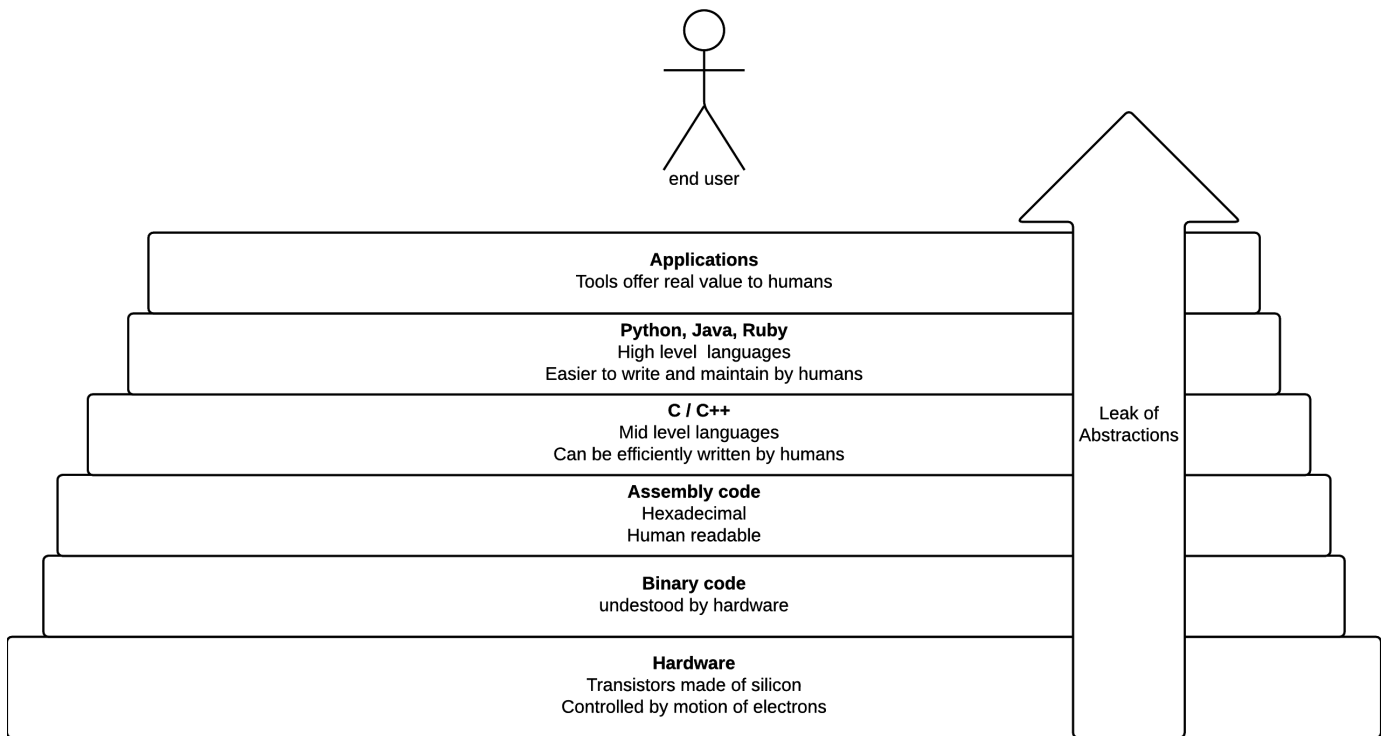 end user
Applications
Tools offer real value to humans
Python, Java, Ruby
High level  languages
Easier to write and maintain by humans
C / C++
Mid level languages
Can be efficiently written by humans
Leak of
Abstractions
Assembly code
Hexadecimal
Human readable
Binary code
undestood by hardware
Hardware
Transistors made of silicon
Controlled by motion of electrons